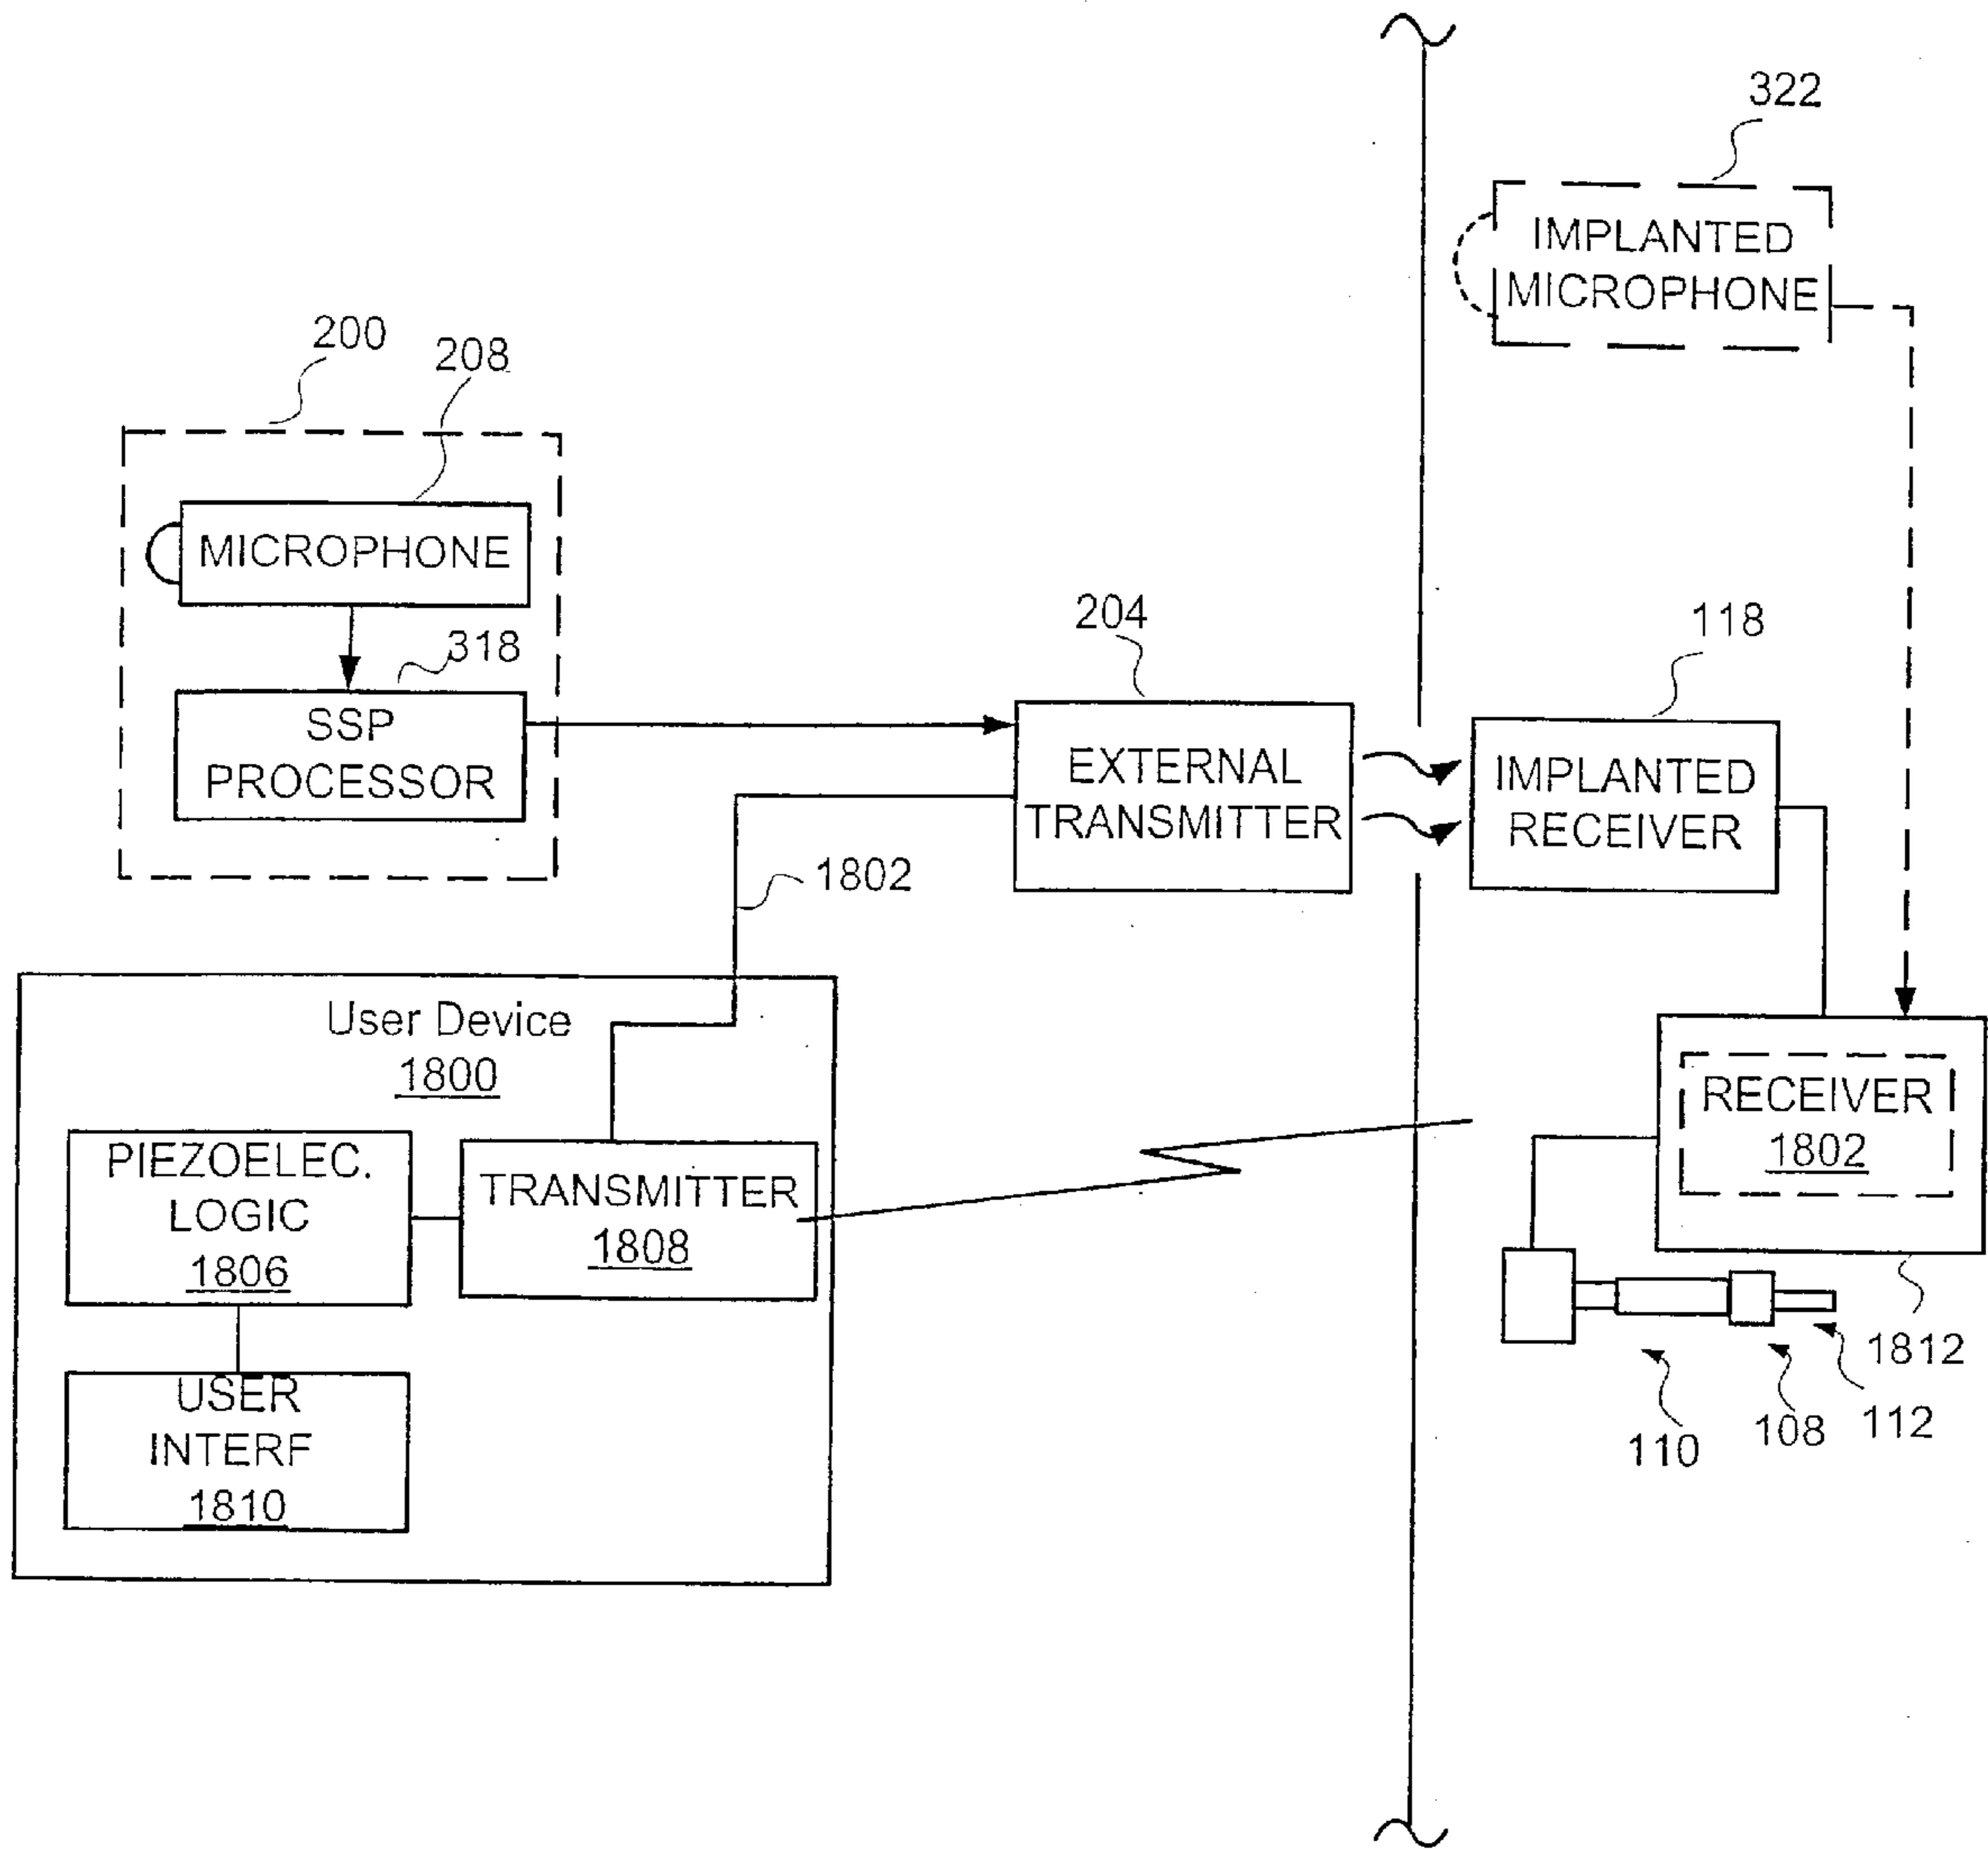 322
IMPLANTED
MICROPHONE
200
208
MICROPHONE
318
SSP
PROCESSOR
204
EXTERNAL
TRANSMITTER
118
IMPLANTED
RECEIVER
1802
User Device
1800
PIEZOELEC.
LOGIC
1806
TRANSMITTER
1808
USER
INTERF
1810
RECEIVER
1802
1812
112
108
110